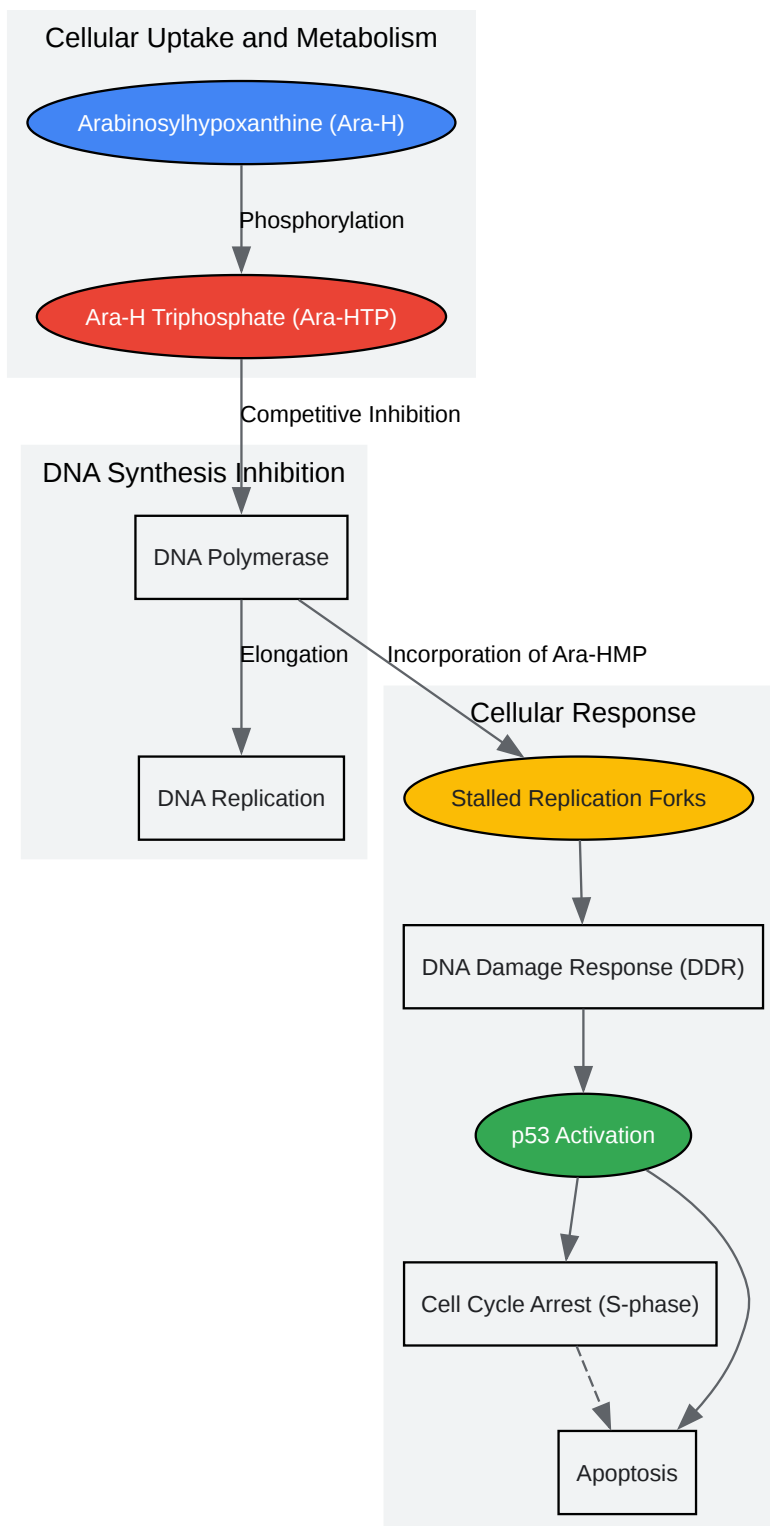 Cellular Uptake and Metabolism
Arabinosylhypoxanthine (Ara-H)
Phosphorylation
Ara-H Triphosphate (Ara-HTP)
Competitive Inhibition
DNA Synthesis Inhibition
DNA Polymerase
Elongation
Incorporation of Ara-HMP
Cellular Response
DNA Replication
Stalled Replication Forks
DNA Damage Response (DDR)
p53 Activation
Cell Cycle Arrest (S-phase)
Apoptosis